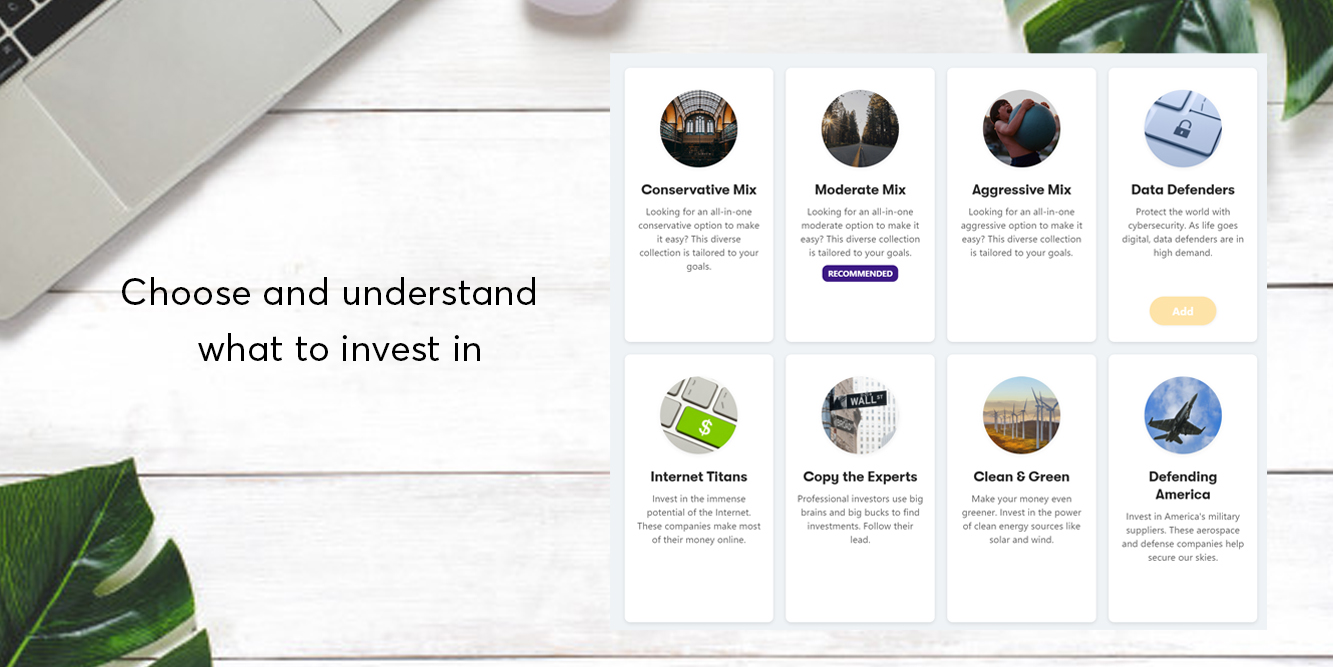 Choose and understand
what to invest in
Conservative Mix
Looking for an all-in-one
conservative option to make
it easy? This diverse
collection is tailored to your
goals.
Moderate Mix
Looking for an all-in-one
moderate option to make it
easy? This diverse collection
is tailored to your goals.
RECOMMENDED
Aggressive Mix
Looking for an all-in-one
aggressive option to make it
easy? This diverse collection
is tailored to your goals.
Data Defenders
Protect the world with
cybersecurity. As life goes
digital, data defenders are in
high demand.
Add
$
Internet Titans
Invest in the immense
potential of the Internet.
These companies make most
of their money online.
WALL ST
Copy the Experts
Professional investors use big
brains and big bucks to find
investments. Follow their
lead.
Clean & Green
Make your money even
greener. Invest in the power
of clean energy sources like
solar and wind.
Defending
America
Invest in America's military
suppliers. These aerospace
and defense companies help
secure our skies.